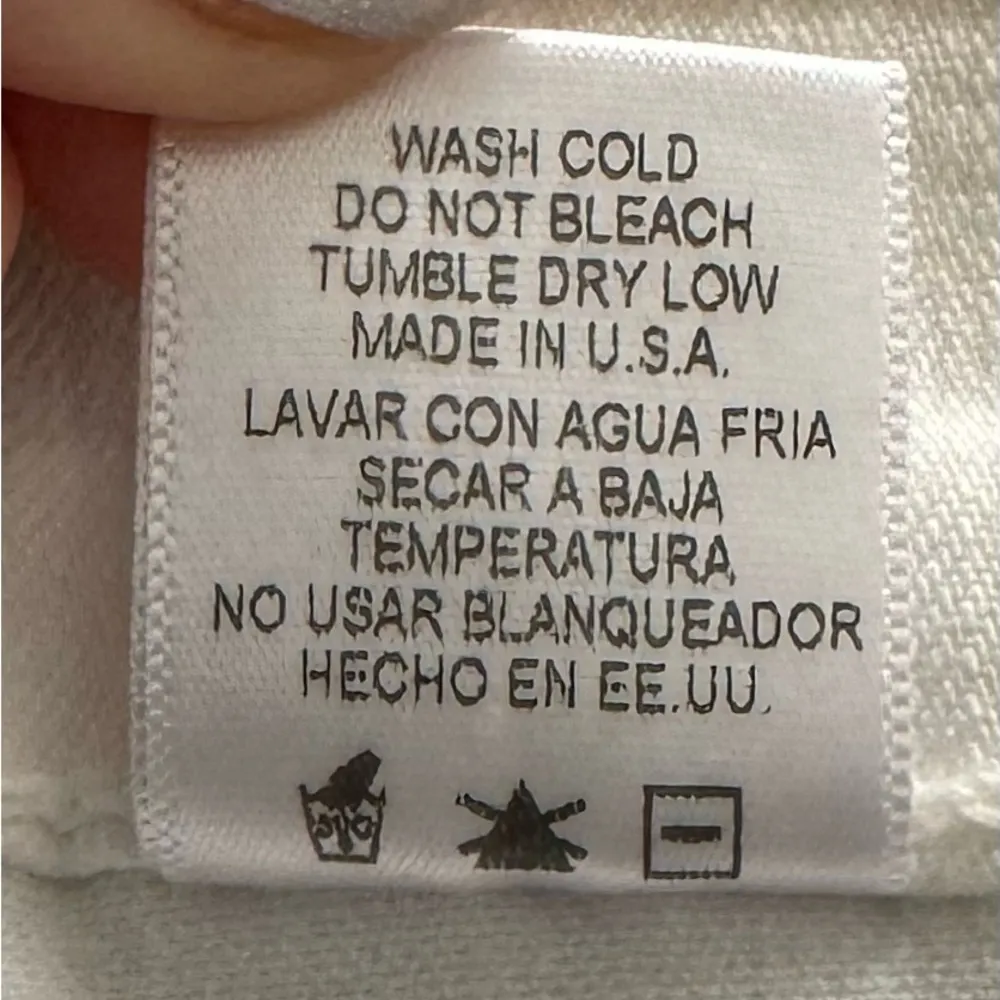 WASH COLD
DO NOT BLEACH
TUMBLE DRY LOW
MADE IN U.S.A.
LAVAR CON AGUA FRIA
SECAR A BAJA
TEMPERATURA
NO USAR BLANQUEADOR
HECHO EN EE.UU.